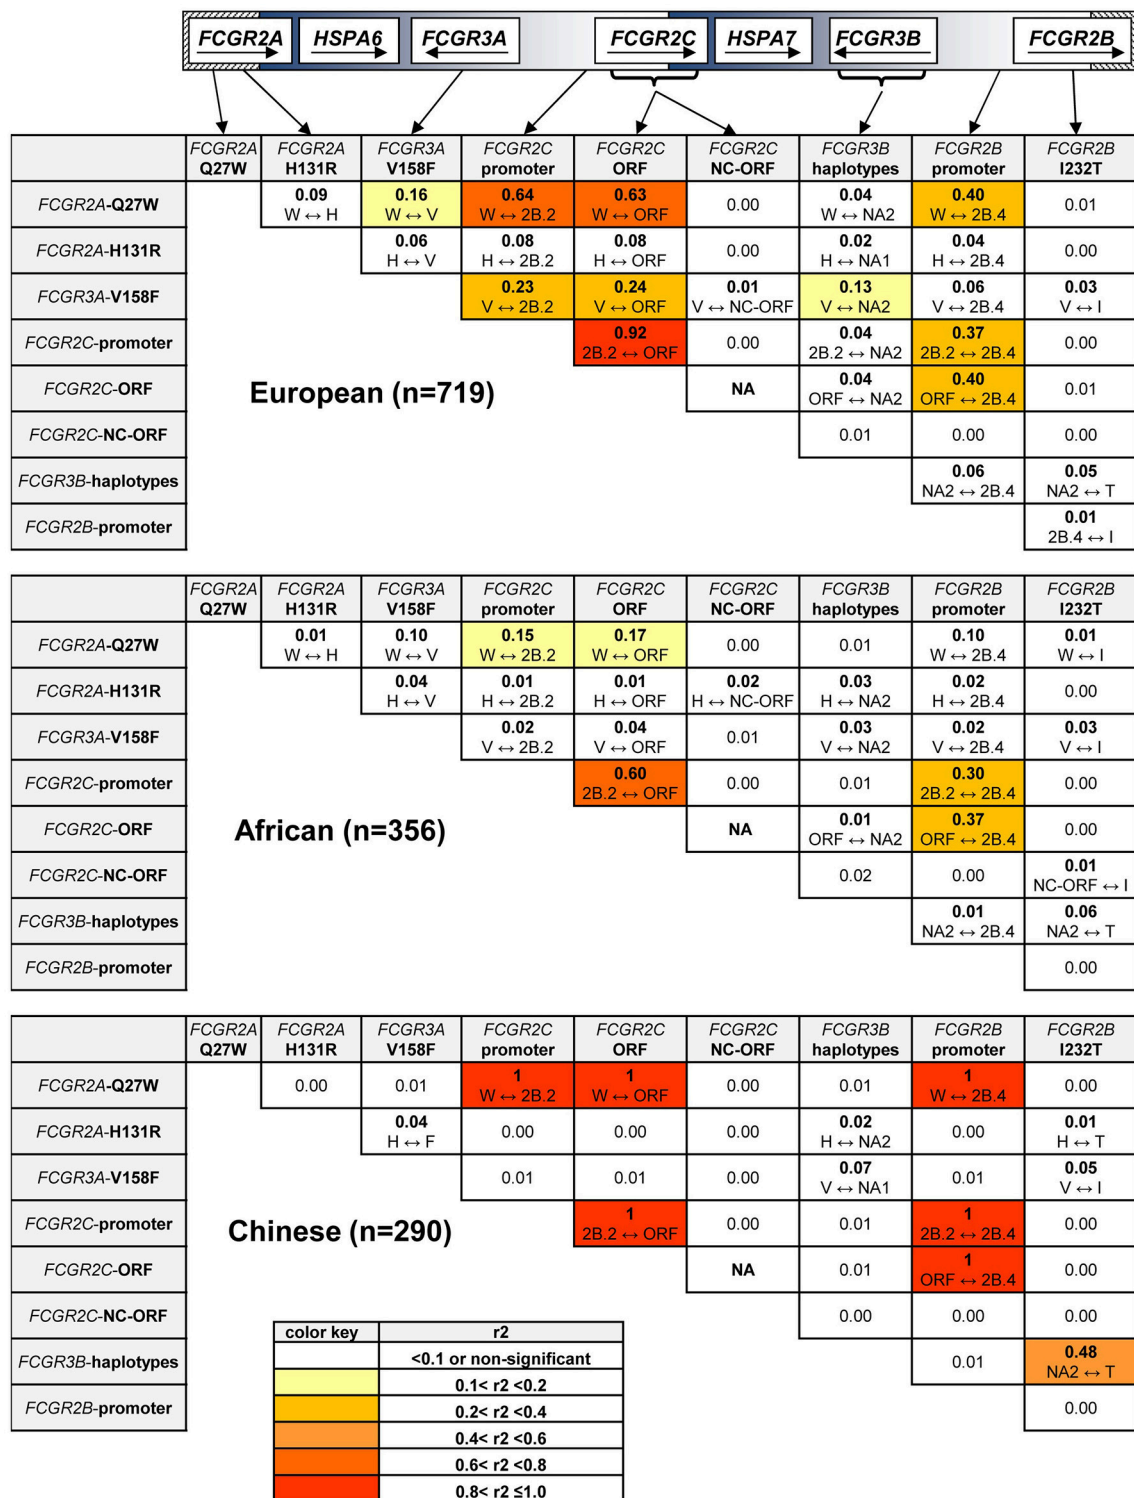 FCGR2A HSPA6 FCGR3A FCGR2C HSPA7 FCGR3B FCGR2B
FCGR2A Q27W FCGR2A H131R FCGR3A V158F FCGR2C promoter FCGR2C ORF FCGR2C NC-ORF FCGR3B haplotypes FCGR2B promoter FCGR2B I232T
FCGR2A-Q27W 0.09 W ↔ H 0.16 W ↔ V 0.64 W ↔ 2B.2 0.63 W ↔ ORF 0.00 0.04 W ↔ NA2 0.40 W ↔ 2B.4 0.01
FCGR2A-H131R 0.06 H ↔ V 0.08 H ↔ 2B.2 0.08 H ↔ ORF 0.00 0.02 H ↔ NA1 0.04 H ↔ 2B.4 0.00
FCGR3A-V158F 0.23 V ↔ 2B.2 0.24 V ↔ ORF 0.01 V ↔ NC-ORF 0.13 V ↔ NA2 0.06 V ↔ 2B.4 0.03 V ↔ I
FCGR2C-promoter 0.92 2B.2 ↔ ORF 0.00 0.04 2B.2 ↔ NA2 0.37 2B.2 ↔ 2B.4 0.00
European (n=719)
FCGR2C-ORF NA 0.04 ORF ↔ NA2 0.40 ORF ↔ 2B.4 0.01
FCGR2C-NC-ORF 0.01 0.00 0.00
FCGR3B-haplotypes 0.06 NA2 ↔ 2B.4 0.05 NA2 ↔ T
FCGR2B-promoter 0.01 2B.4 ↔ I
FCGR2A Q27W FCGR2A H131R FCGR3A V158F FCGR2C promoter FCGR2C ORF FCGR2C NC-ORF FCGR3B haplotypes FCGR2B promoter FCGR2B I232T
FCGR2A-Q27W 0.01 W ↔ H 0.10 W ↔ V 0.15 W ↔ 2B.2 0.17 W ↔ ORF 0.00 0.01 0.10 W ↔ 2B.4 0.01 W ↔ I
FCGR2A-H131R 0.04 H ↔ V 0.01 H ↔ 2B.2 0.01 H ↔ ORF 0.02 H ↔ NC-ORF 0.03 H ↔ NA2 0.02 H ↔ 2B.4 0.00
FCGR3A-V158F 0.02 V ↔ 2B.2 0.04 V ↔ ORF 0.01 0.03 V ↔ NA2 0.02 V ↔ 2B.4 0.03 V ↔ I
FCGR2C-promoter 0.60 2B.2 ↔ ORF 0.00 0.01 0.30 2B.2 ↔ 2B.4 0.00
African (n=356)
FCGR2C-ORF NA 0.01 ORF ↔ NA2 0.37 ORF ↔ 2B.4 0.00
FCGR2C-NC-ORF 0.02 0.00 0.01 NC-ORF ↔ I
FCGR3B-haplotypes 0.01 NA2 ↔ 2B.4 0.06 NA2 ↔ T
FCGR2B-promoter 0.00
FCGR2A Q27W FCGR2A H131R FCGR3A V158F FCGR2C promoter FCGR2C ORF FCGR2C NC-ORF FCGR3B haplotypes FCGR2B promoter FCGR2B I232T
FCGR2A-Q27W 0.00 0.01 1 W ↔ 2B.2 1 W ↔ ORF 0.00 0.01 1 W ↔ 2B.4 0.00
FCGR2A-H131R 0.04 H ↔ F 0.00 0.00 0.00 0.02 H ↔ NA2 0.00 0.01 H ↔ T
FCGR3A-V158F 0.01 0.01 0.00 0.07 V ↔ NA1 0.01 0.05 V ↔ I
FCGR2C-promoter 1 2B.2 ↔ ORF 0.00 0.01 1 2B.2 ↔ 2B.4 0.00
Chinese (n=290)
FCGR2C-ORF NA 0.01 1 ORF ↔ 2B.4 0.00
FCGR2C-NC-ORF 0.00 0.00 0.00
FCGR3B-haplotypes 0.01 0.48 NA2 ↔ T
FCGR2B-promoter 0.00
color key r2
<0.1 or non-significant
0.1< r2 <0.2
0.2< r2 <0.4
0.4< r2 <0.6
0.6< r2 <0.8
0.8< r2 ≤1.0